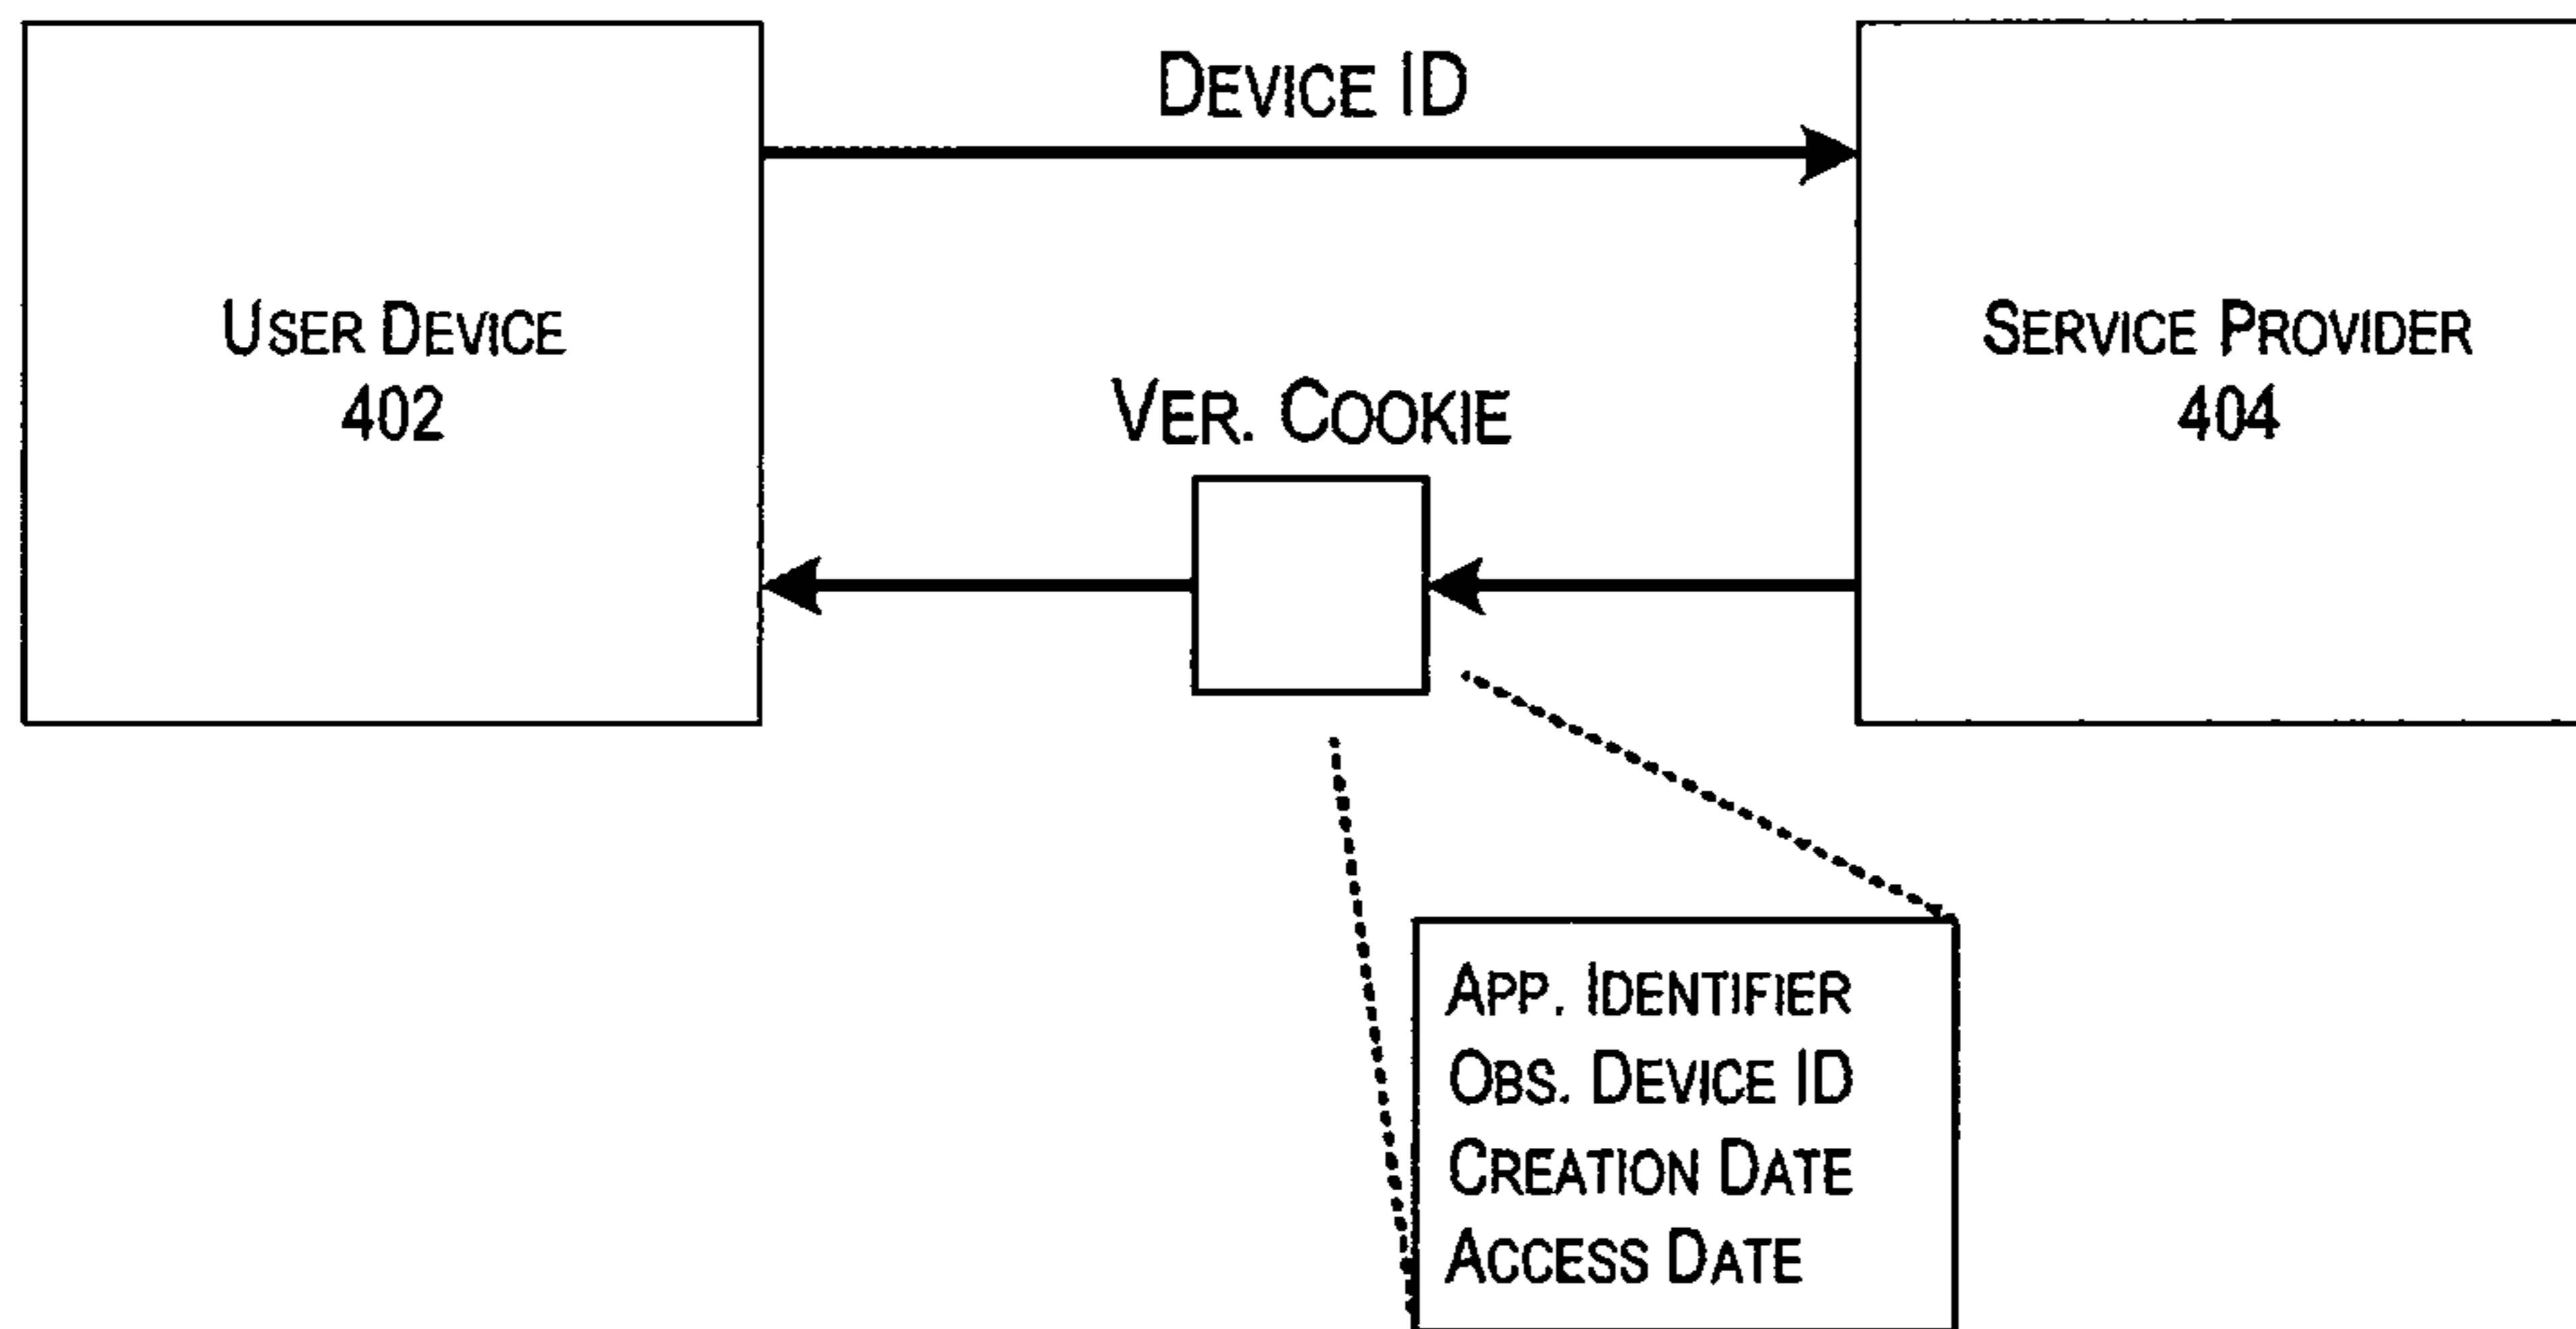 DEVICE ID
USER DEVICE
402
SERVICE PROVIDER
404
VER. COOKIE
APP. IDENTIFIER
OBS. DEVICE ID
CREATION DATE
ACCESS DATE